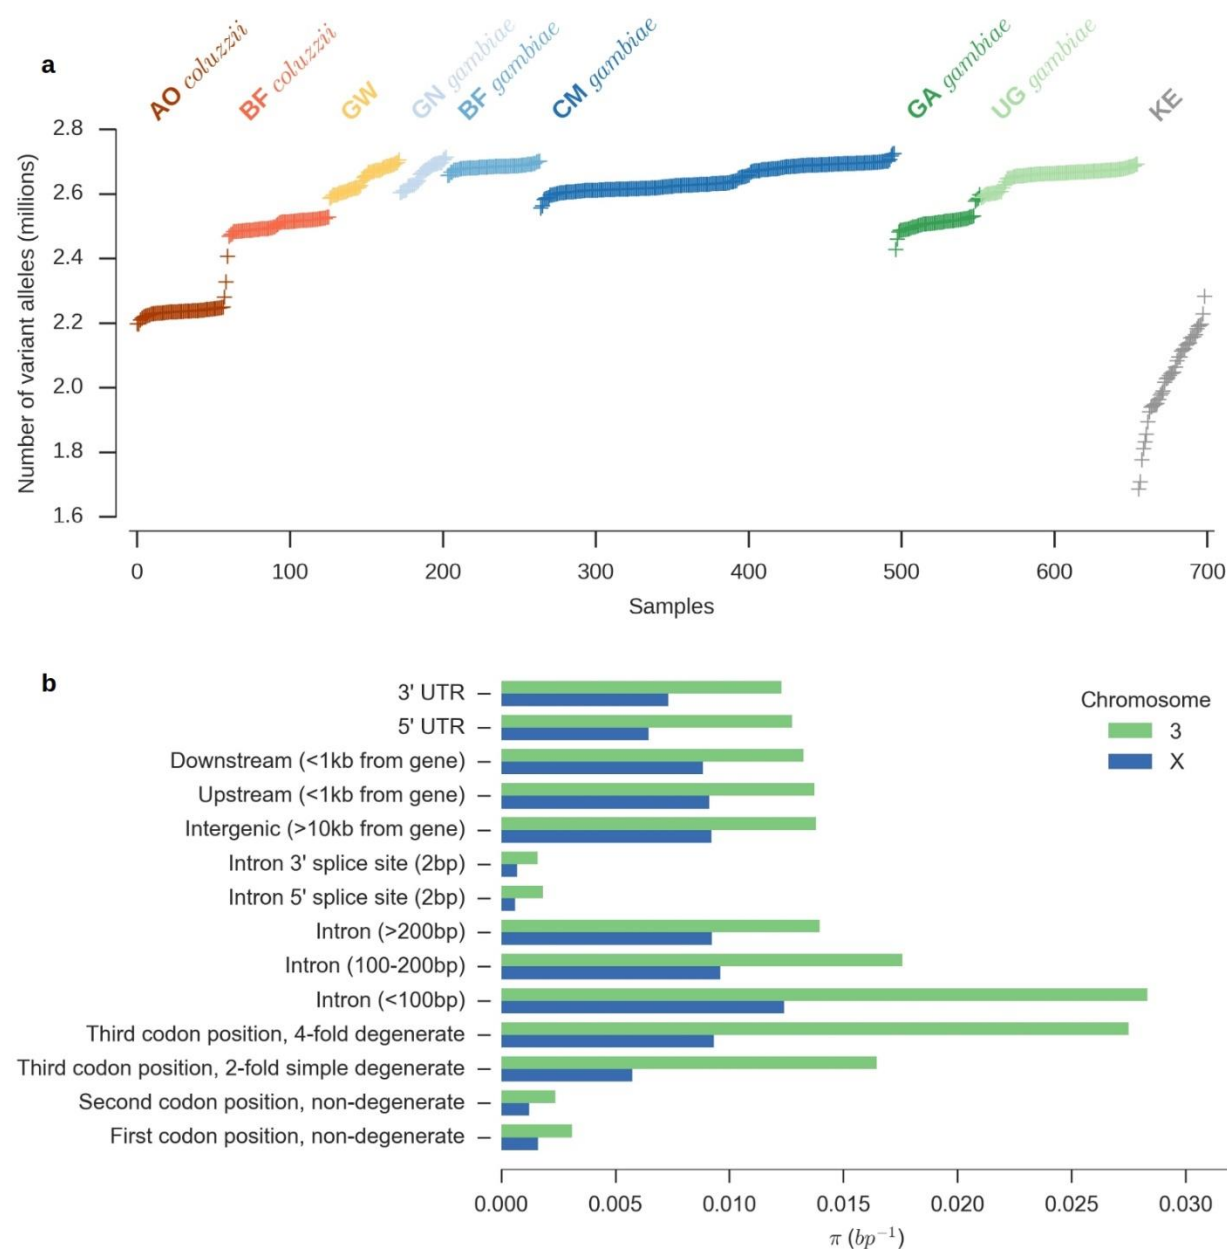 a
AO coluzzii
BF coluzzii
GW
GN gambiae
BF gambiae
CM gambiae
GA gambiae
UG gambiae
KE
Number of variant alleles (millions)
2.8
2.6
2.4
2.2
2.0
1.8
1.6
0 100 200 300 400 500 600 700
Samples
b
Chromosome
3
X
3' UTR
5' UTR
Downstream (<1kb from gene)
Upstream (<1kb from gene)
Intergenic (>10kb from gene)
Intron 3' splice site (2bp)
Intron 5' splice site (2bp)
Intron (>200bp)
Intron (100-200bp)
Intron (<100bp)
Third codon position, 4-fold degenerate
Third codon position, 2-fold simple degenerate
Second codon position, non-degenerate
First codon position, non-degenerate
0.000 0.005 0.010 0.015 0.020 0.025 0.030
π (bp⁻¹)